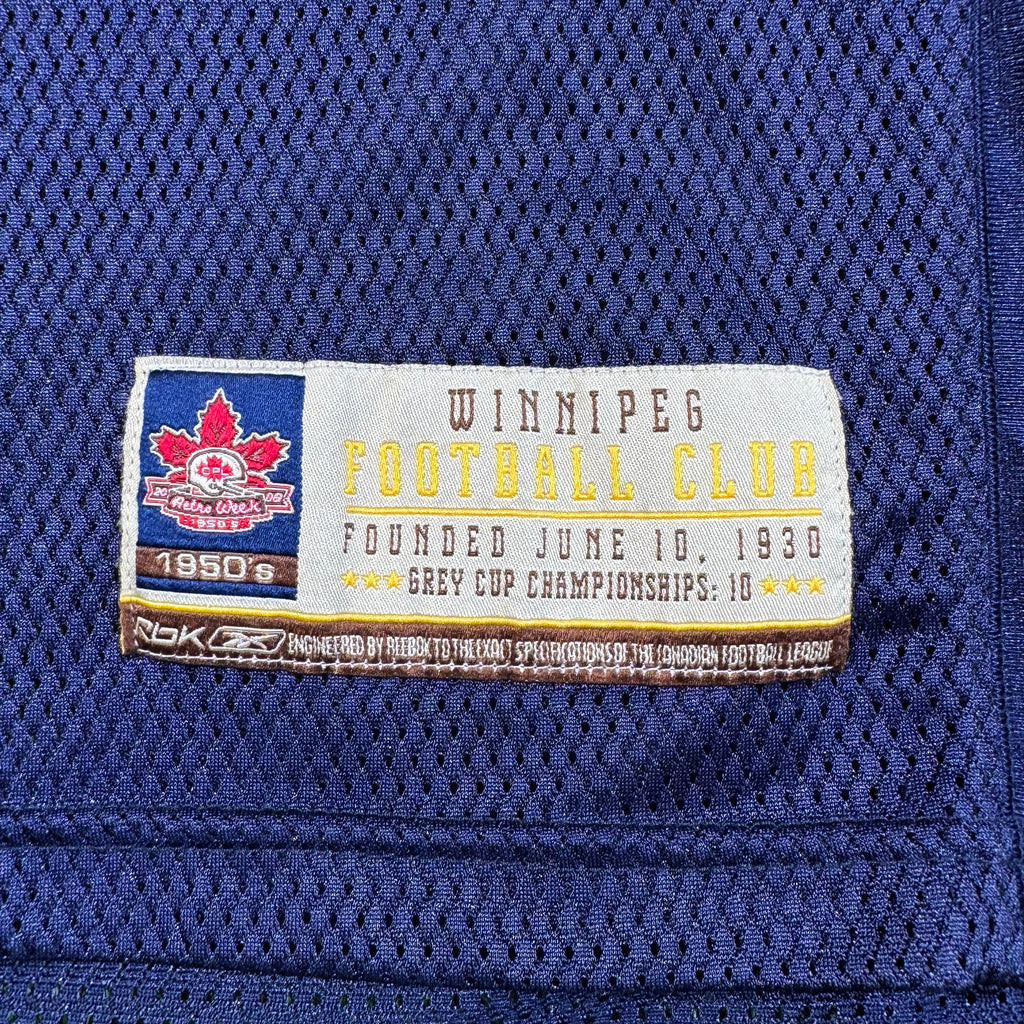 CFL
20 08
Retro Week
1950's
1950's
WINNIPEG
FOOTBALL CLUB
FOUNDED JUNE 10, 1930
GREY CUP CHAMPIONSHIPS: 10
RBK ENGINEERED BY REEBOK TO THE EXACT SPECIFICATIONS OF THE CANADIAN FOOTBALL LEAGUE